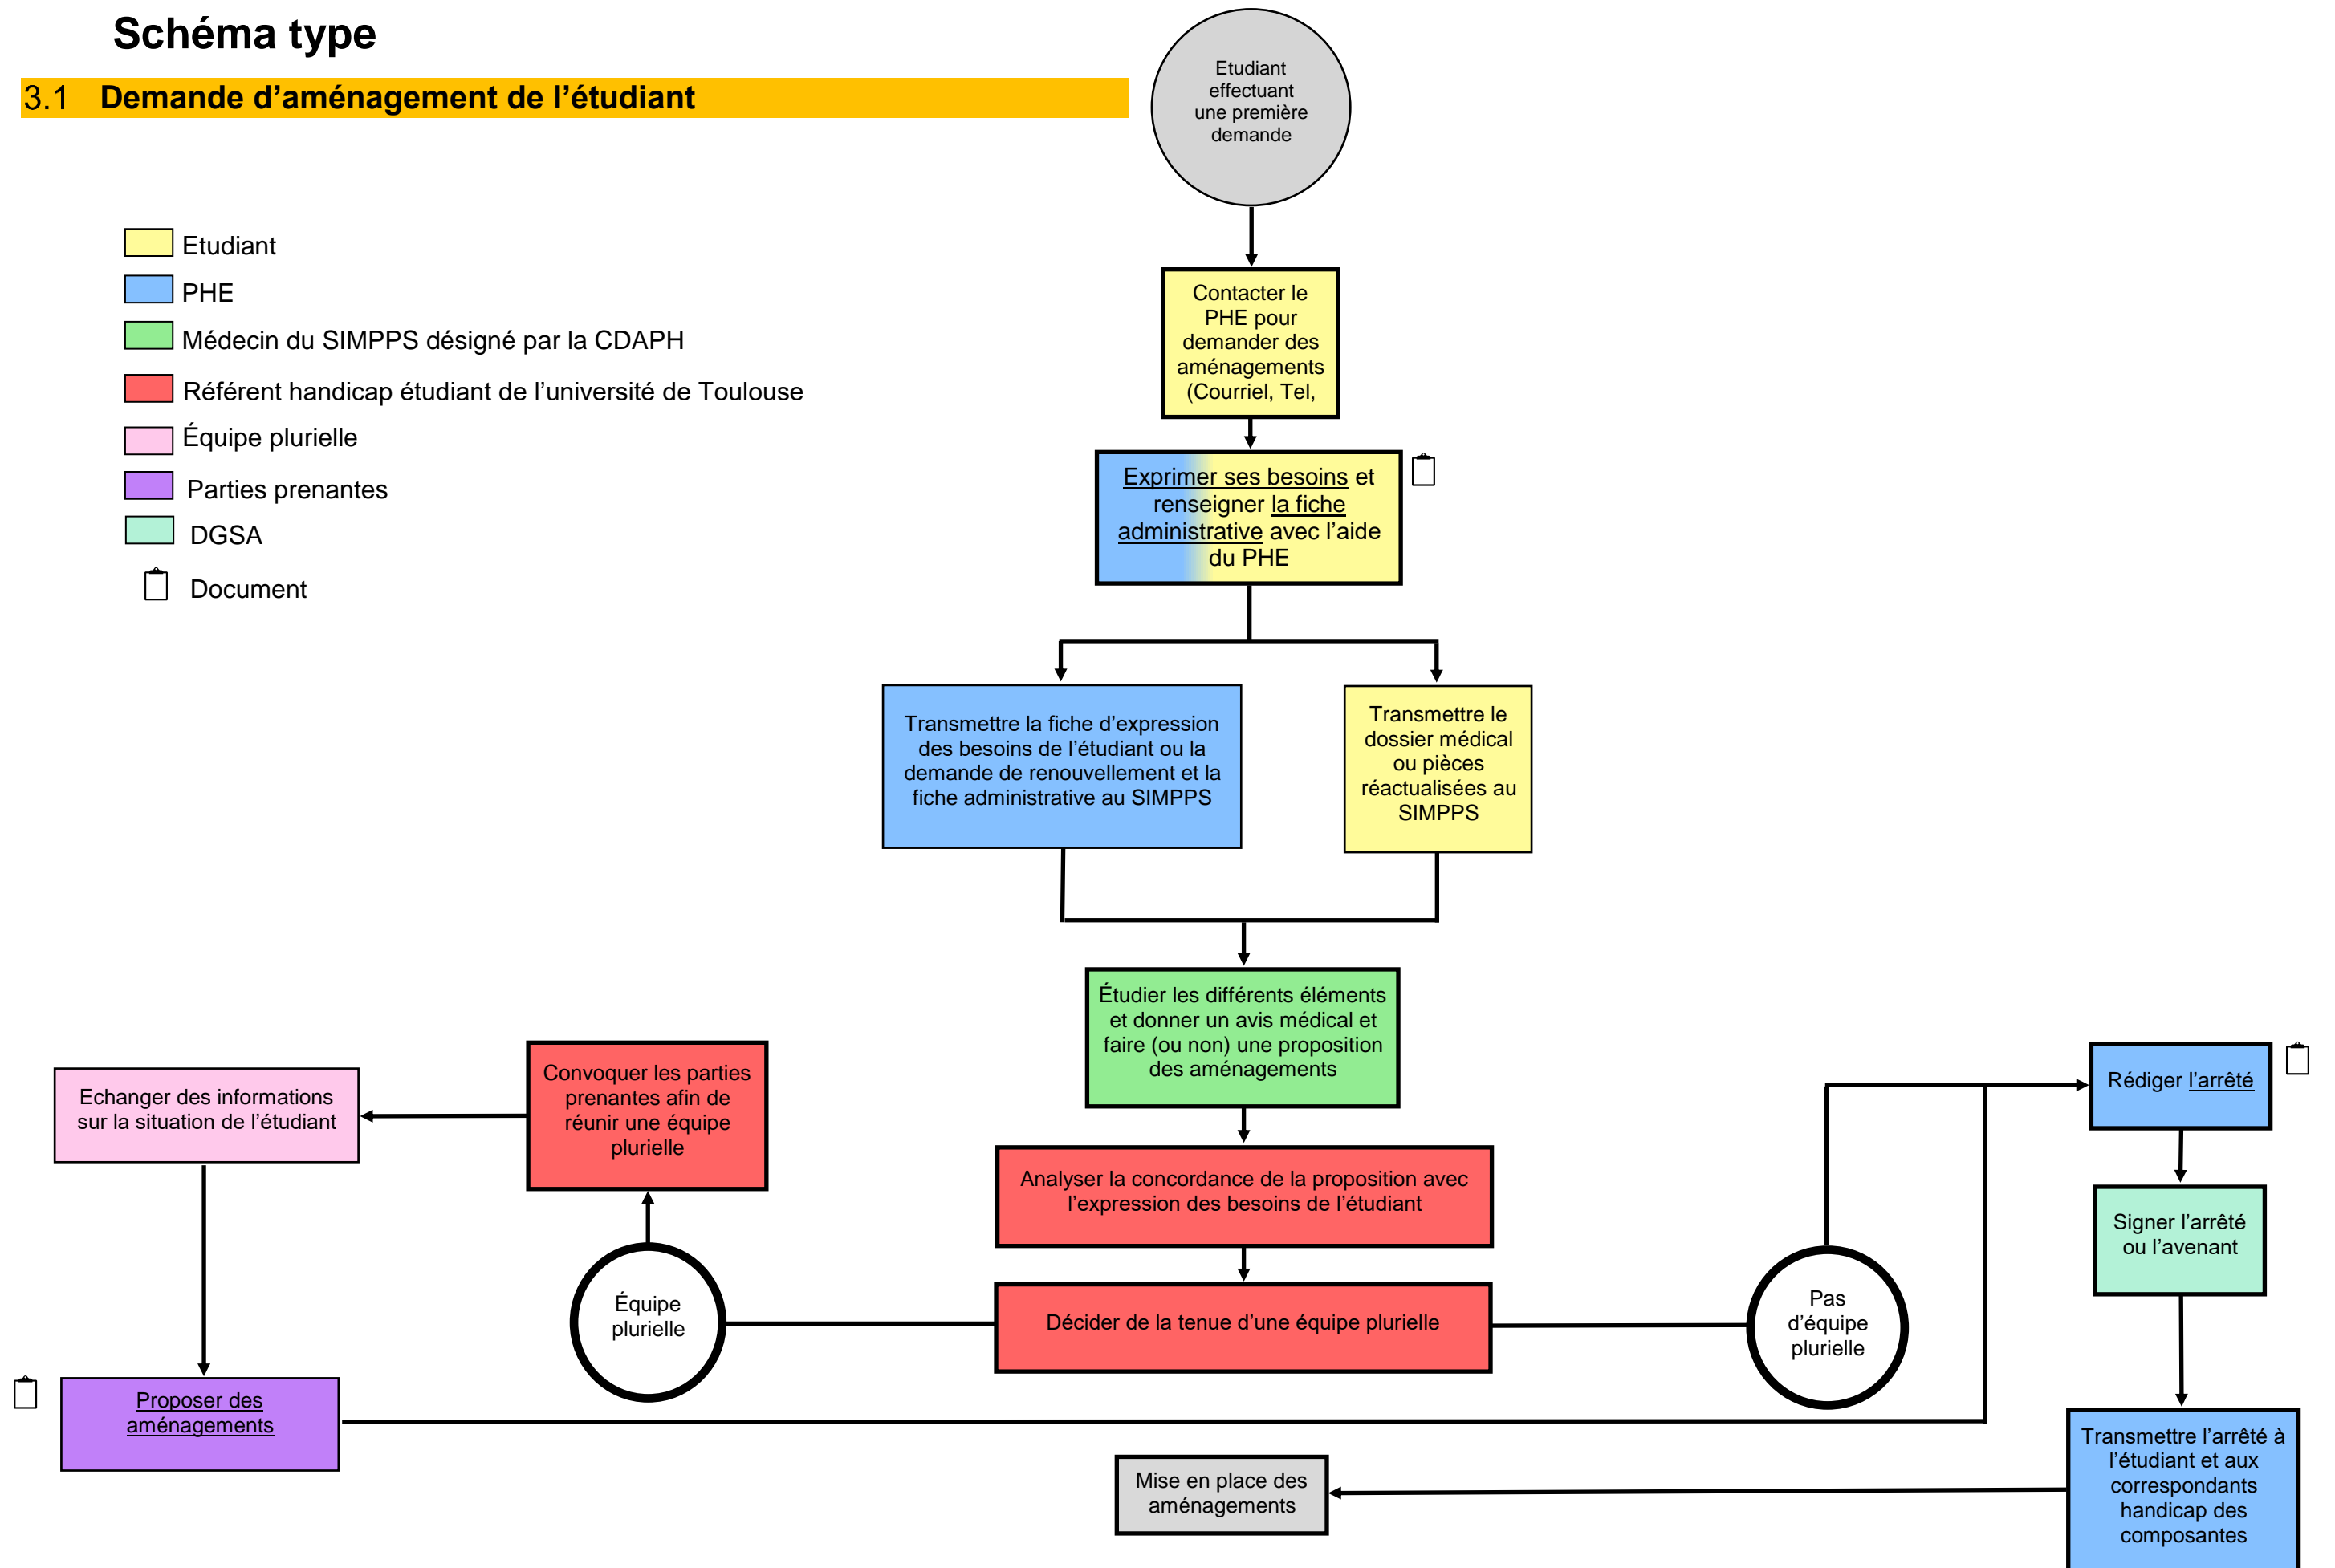 Schéma type
3.1 Demande d’aménagement de l’étudiant
Etudiant
effectuant
une première
demande
Etudiant
PHE
Médecin du SIMPPS désigné par la CDAPH
Référent handicap étudiant de l’université de Toulouse
Équipe plurielle
Parties prenantes
DGSA
Document
Contacter le
PHE pour
demander des
aménagements
(Courriel, Tel,
Exprimer ses besoins et
renseigner la fiche
administrative avec l’aide
du PHE
Transmettre la fiche d’expression
des besoins de l’étudiant ou la
demande de renouvellement et la
fiche administrative au SIMPPS
Transmettre le
dossier médical
ou pièces
réactualisées au
SIMPPS
Étudier les différents éléments
et donner un avis médical et
faire (ou non) une proposition
des aménagements
Analyser la concordance de la proposition avec
l’expression des besoins de l’étudiant
Décider de la tenue d’une équipe plurielle
Équipe
plurielle
Convoquer les parties
prenantes afin de
réunir une équipe
plurielle
Echanger des informations
sur la situation de l’étudiant
Proposer des
aménagements
Pas
d’équipe
plurielle
Rédiger l’arrêté
Signer l’arrêté
ou l’avenant
Transmettre l’arrêté à
l’étudiant et aux
correspondants
handicap des
composantes
Mise en place des
aménagements